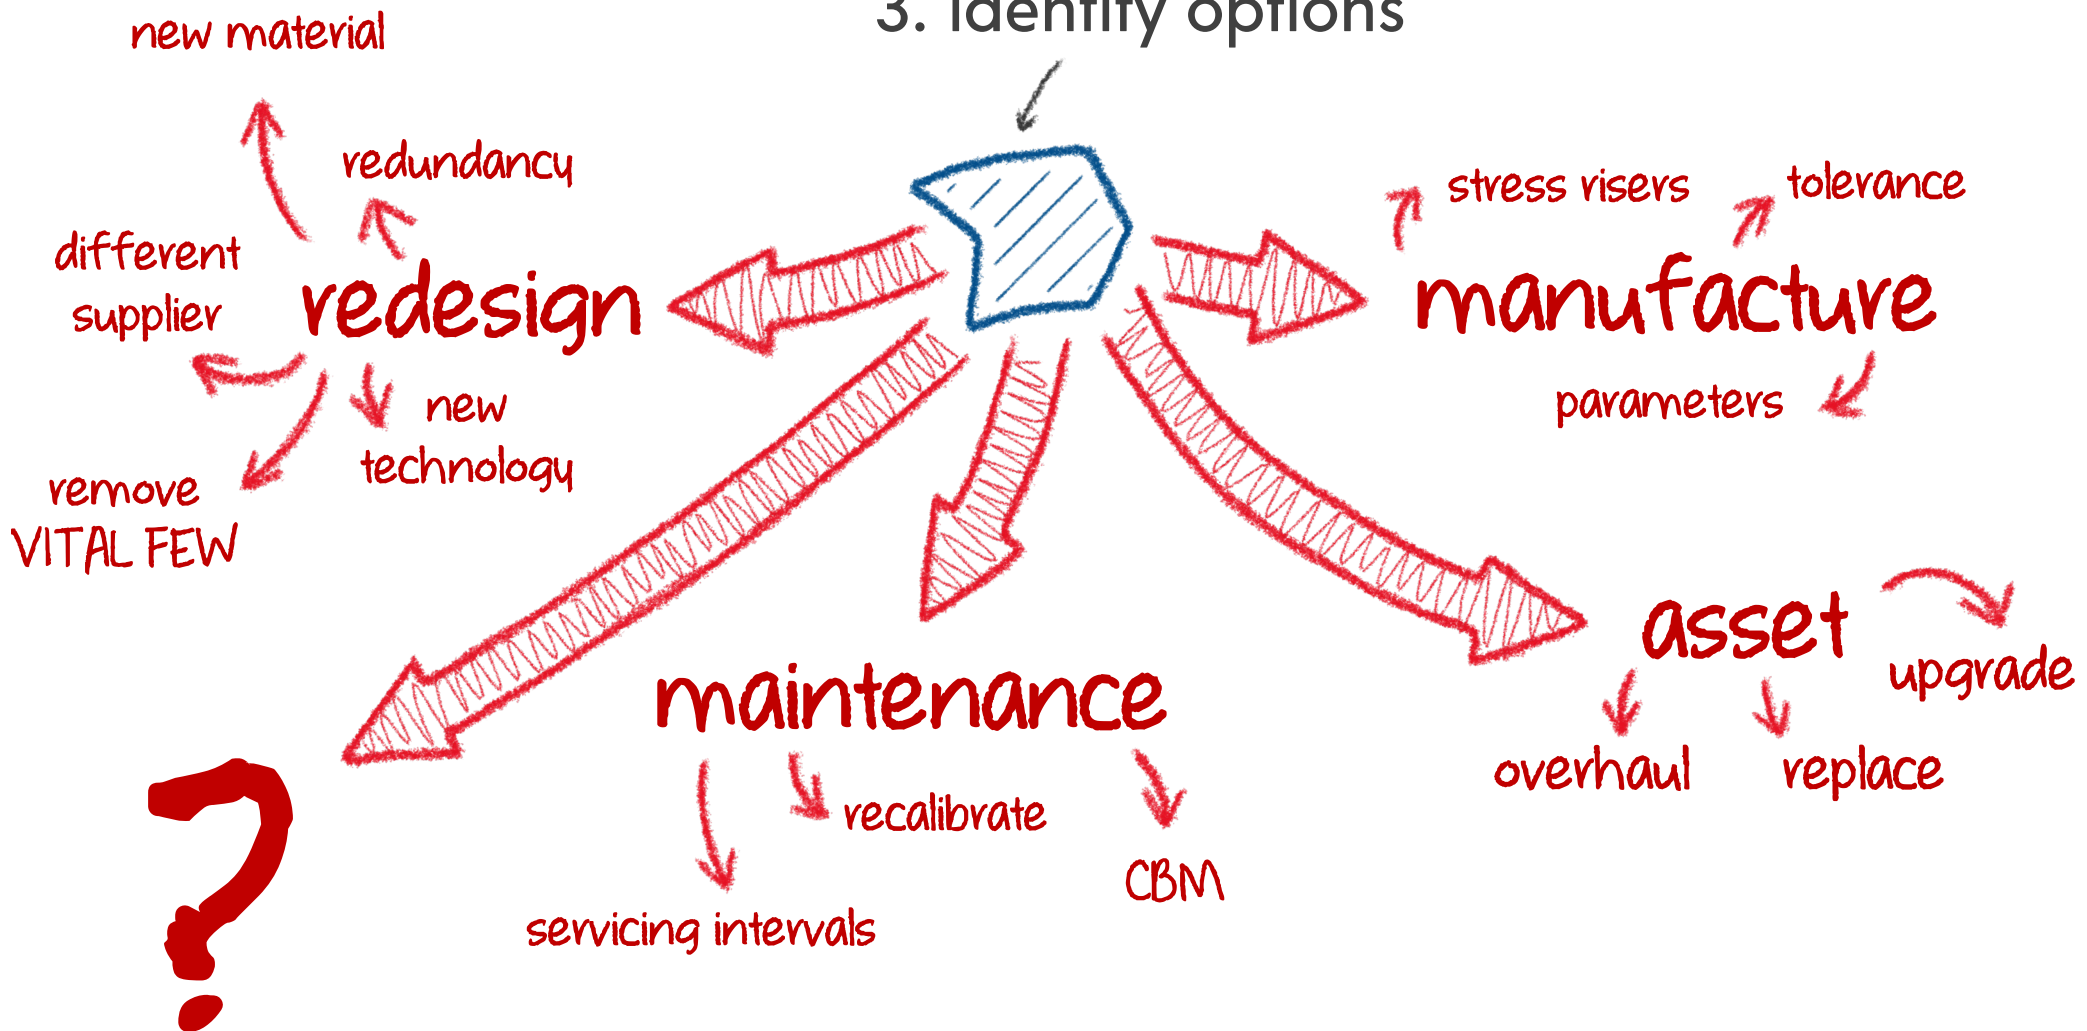 3. Identify options
new material
redundancy
different
supplier
redesign
new
technology
remove
VITAL FEW
stress risers
tolerance
manufacture
parameters
asset
upgrade
overhaul
replace
maintenance
recalibrate
CBM
servicing intervals
?